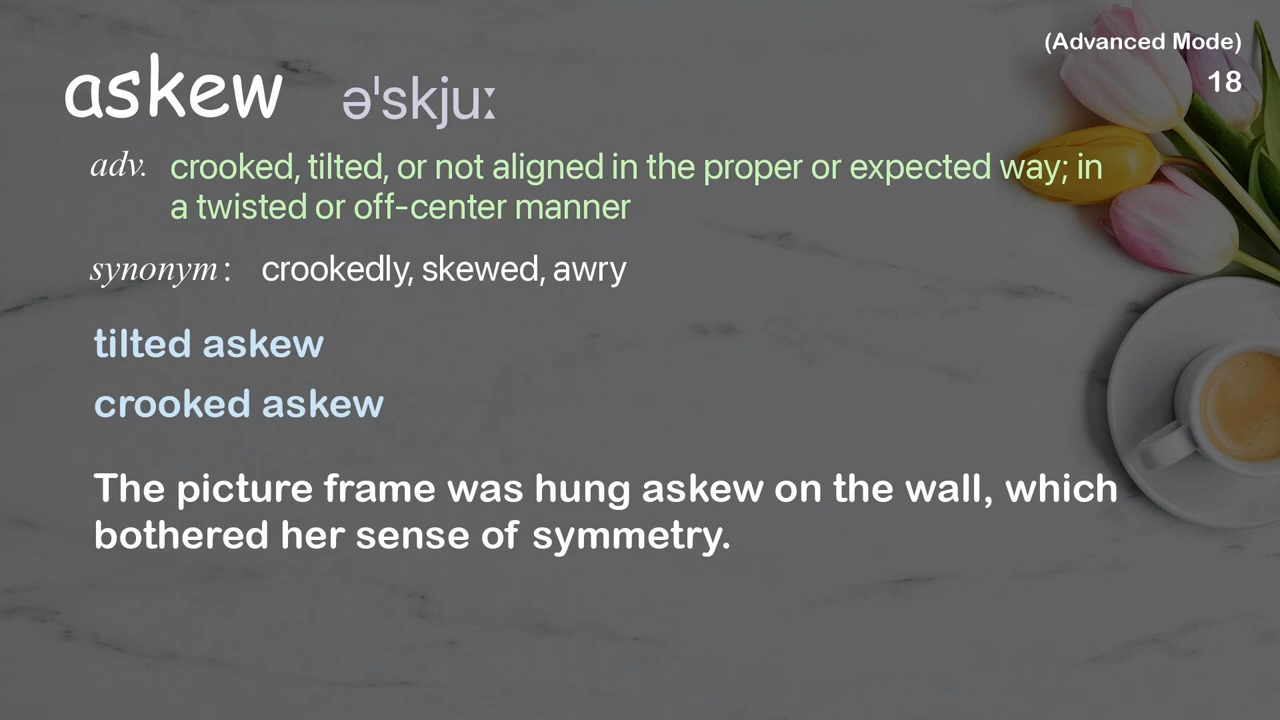 (Advanced Mode)
18
askew əˈskjuː
adv. crooked, tilted, or not aligned in the proper or expected way; in
a twisted or off-center manner
synonym: crookedly, skewed, awry
tilted askew
crooked askew
The picture frame was hung askew on the wall, which
bothered her sense of symmetry.